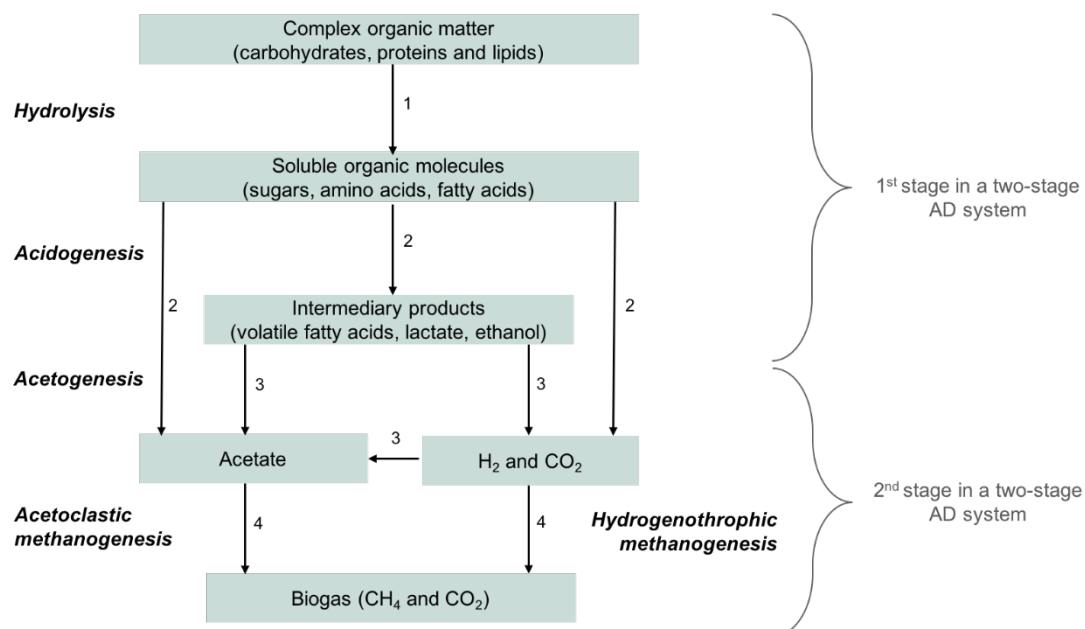 Complex organic matter
(carbohydrates, proteins and lipids)
1
Hydrolysis
Soluble organic molecules
(sugars, amino acids, fatty acids)
1st stage in a two-stage
AD system
Acidogenesis
2
2
2
Intermediary products
(volatile fatty acids, lactate, ethanol)
Acetogenesis
3
3
Acetate
3
H2 and CO2
2nd stage in a two-stage
AD system
Acetoclastic
methanogenesis
4
4
Hydrogenothrophic
methanogenesis
Biogas (CH4 and CO2)